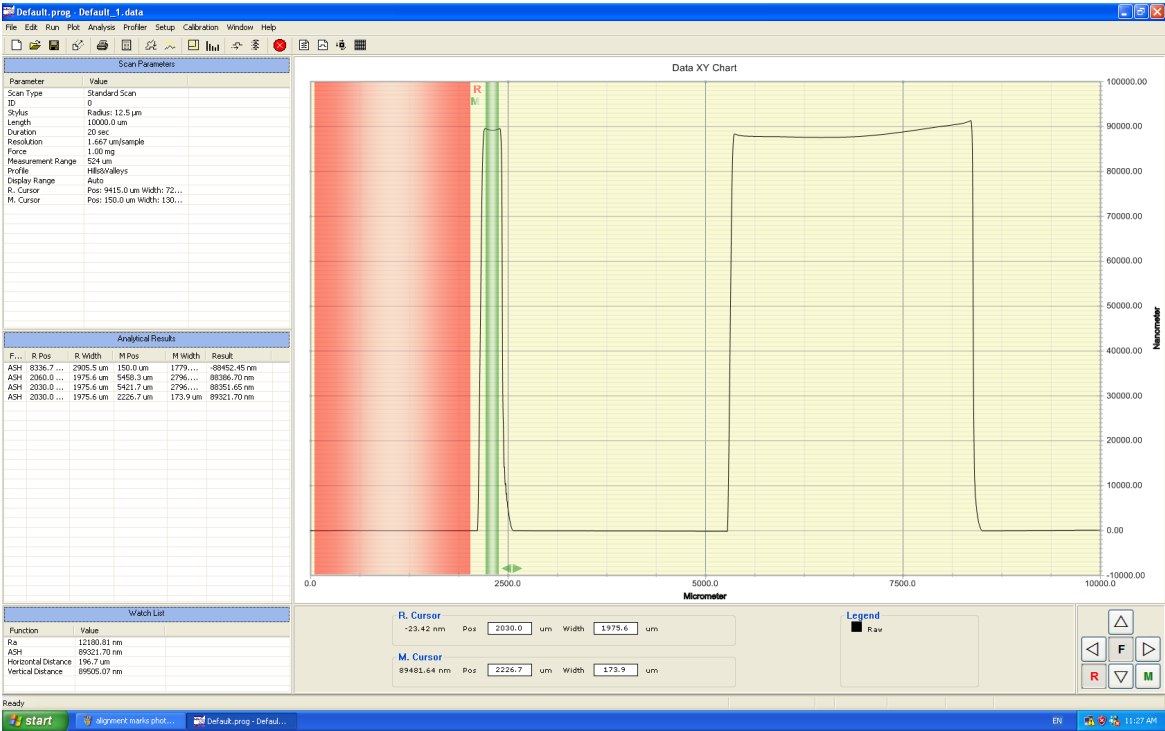 Default.prog - Default_1.data
File Edit Run Plot Analysis Profiler Setup Calibration Window Help
Scan Parameters
Parameter Value
Scan Type Standard Scan
ID 0
Stylus Radius: 12.5 µm
Length 10000.0 um
Duration 20 sec
Resolution 1.667 um/sample
Force 1.00 mg
Measurement Range 524 um
Profile Hills&Valleys
Display Range Auto
R. Cursor Pos: 9415.0 um Width: 72...
M. Cursor Pos: 150.0 um Width: 130...
Analytical Results
F... R Pos R Width M Pos M Width Result
ASH 8336.7 ... 2905.5 um 150.0 um 1779.... -88452.45 nm
ASH 2060.0 ... 1975.6 um 5458.3 um 2796.... 88386.70 nm
ASH 2030.0 ... 1975.6 um 5421.7 um 2796.... 88351.65 nm
ASH 2030.0 ... 1975.6 um 2226.7 um 173.9 um 89321.70 nm
Watch List
Function Value
Ra 12180.81 nm
ASH 89321.70 nm
Horizontal Distance 196.7 um
Vertical Distance 89505.07 nm
Data XY Chart
R
M
100000.00
90000.00
80000.00
70000.00
60000.00
50000.00
40000.00
30000.00
20000.00
10000.00
0.00
-10000.00
Nanometer
0.0 2500.0 5000.0 7500.0 10000.0
Micrometer
R. Cursor
-23.42 nm Pos 2030.0 um Width 1975.6 um
M. Cursor
89481.64 nm Pos 2226.7 um Width 173.9 um
Legend
Raw
F
R M
Ready
start alignment marks phot... Default.prog - Defaul... EN 11:27 AM